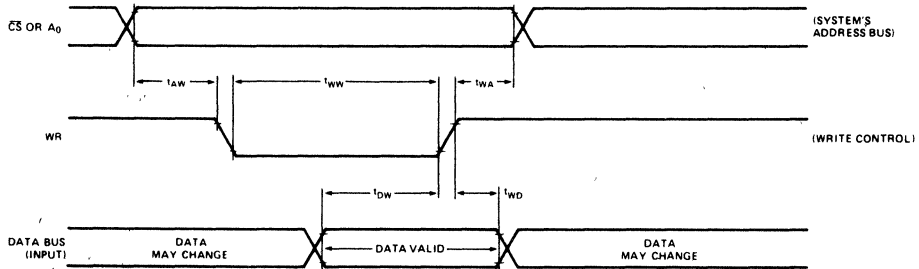 C̅S̅ OR A0 (SYSTEM'S
ADDRESS BUS)
tAW tWW tWA
WR (WRITE CONTROL)
tDW tWD
DATA BUS
(INPUT) DATA
MAY CHANGE DATA VALID DATA
MAY CHANGE